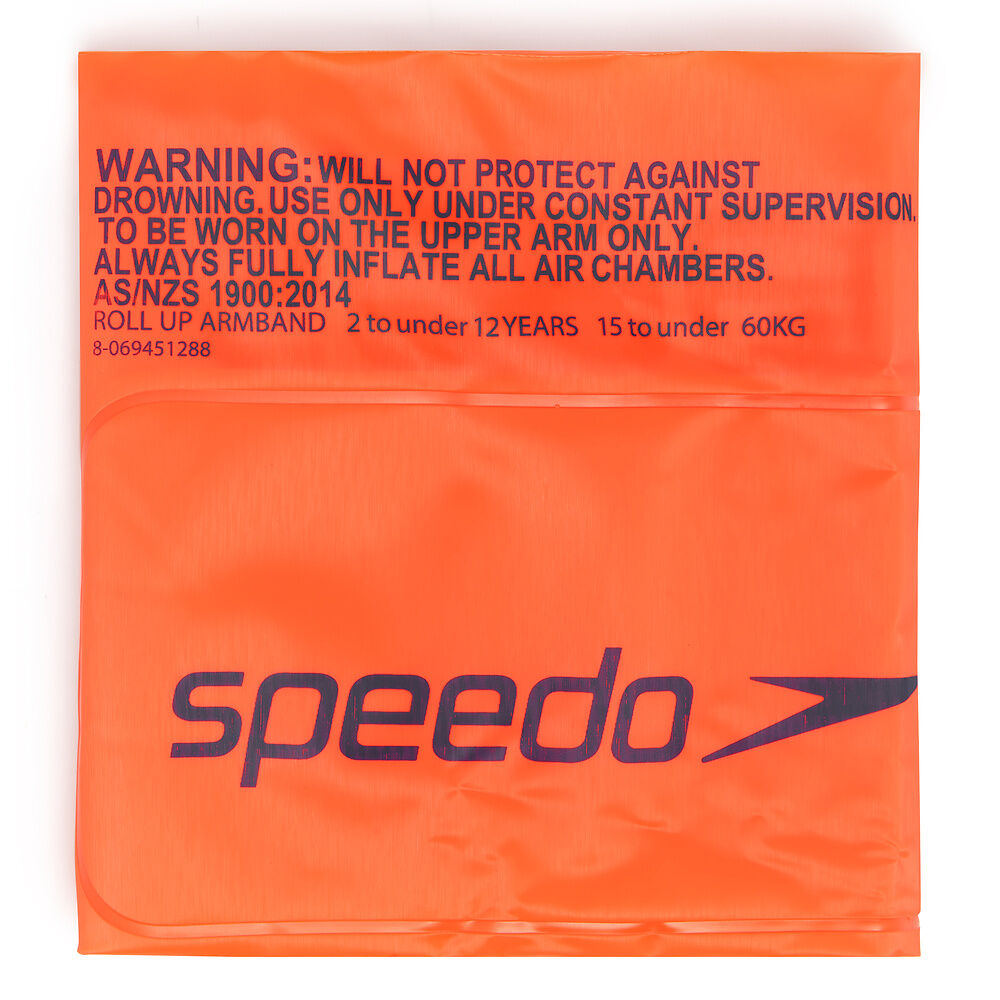 WARNING: WILL NOT PROTECT AGAINST
DROWNING. USE ONLY UNDER CONSTANT SUPERVISION.
TO BE WORN ON THE UPPER ARM ONLY.
ALWAYS FULLY INFLATE ALL AIR CHAMBERS.
AS/NZS 1900:2014
ROLL UP ARMBAND 2 to under 12 YEARS 15 to under 60KG
8-069451288
speedo